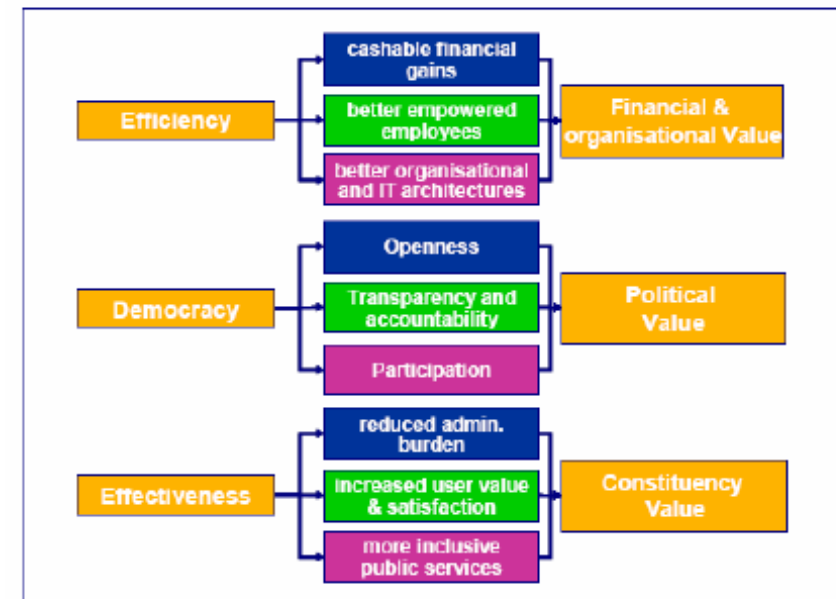 cashable financial
gains
Efficiency
better empowered
employees
Financial &
organisational Value
better organisational
and IT architectures
Openness
Democracy
Transparency and
accountability
Political
Value
Participation
reduced admin.
burden
Effectiveness
increased user value
& satisfaction
Constituency
Value
more inclusive
public services